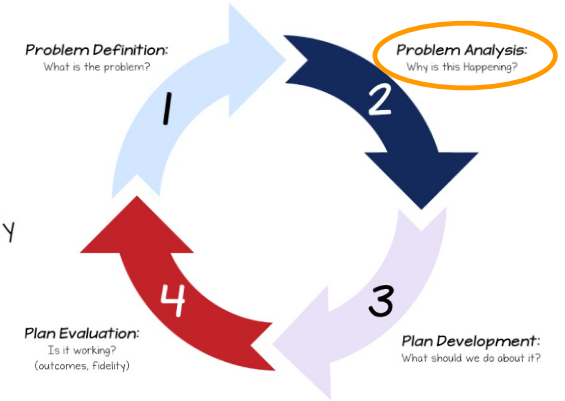 Problem Definition:
What is the problem?
1
Problem Analysis:
Why is this Happening?
2
y
3
Plan Development:
What should we do about it?
4
Plan Evaluation:
Is it working?
(outcomes, fidelity)